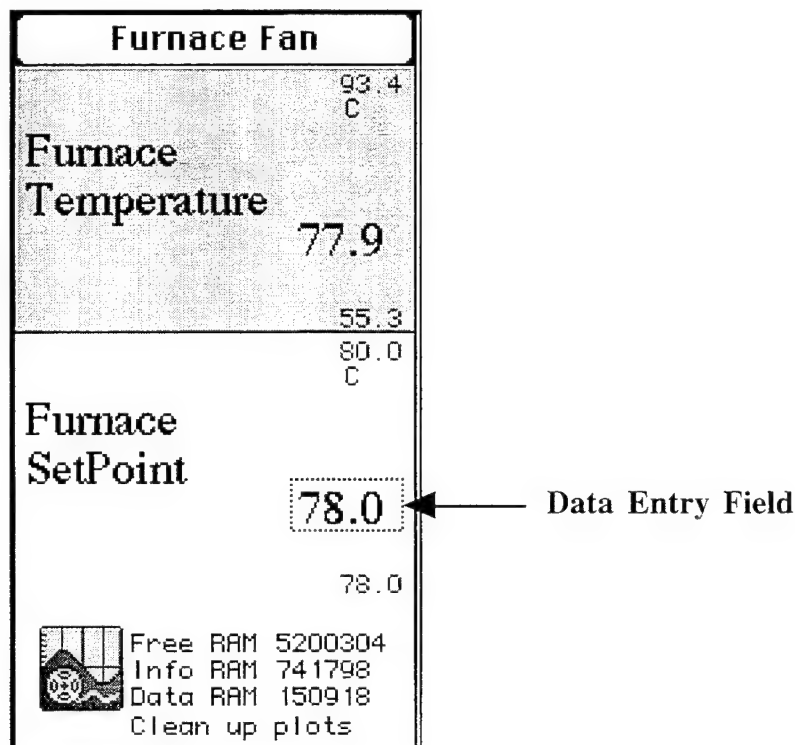 Furnace Fan
93.4
C
Furnace
Temperature
77.9
55.3
80.0
C
Furnace
SetPoint
78.0
Data Entry Field
78.0
Free RAM 5200304
Info RAM 741798
Data RAM 150918
Clean up plots